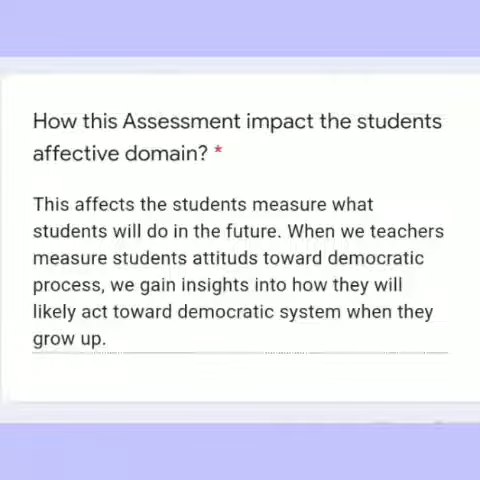 How this Assessment impact the students
affective domain? *
This affects the students measure what
students will do in the future. When we teachers
measure students attituds toward democratic
process, we gain insights into how they will
likely act toward democratic system when they
grow up.